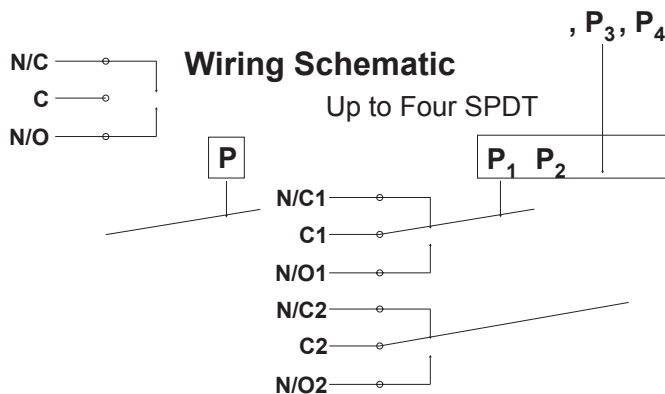 , P3, P4
N/C
Wiring Schematic
C
Up to Four SPDT
N/O
P
P1 P2
N/C1
C1
N/O1
N/C2
C2
N/O2